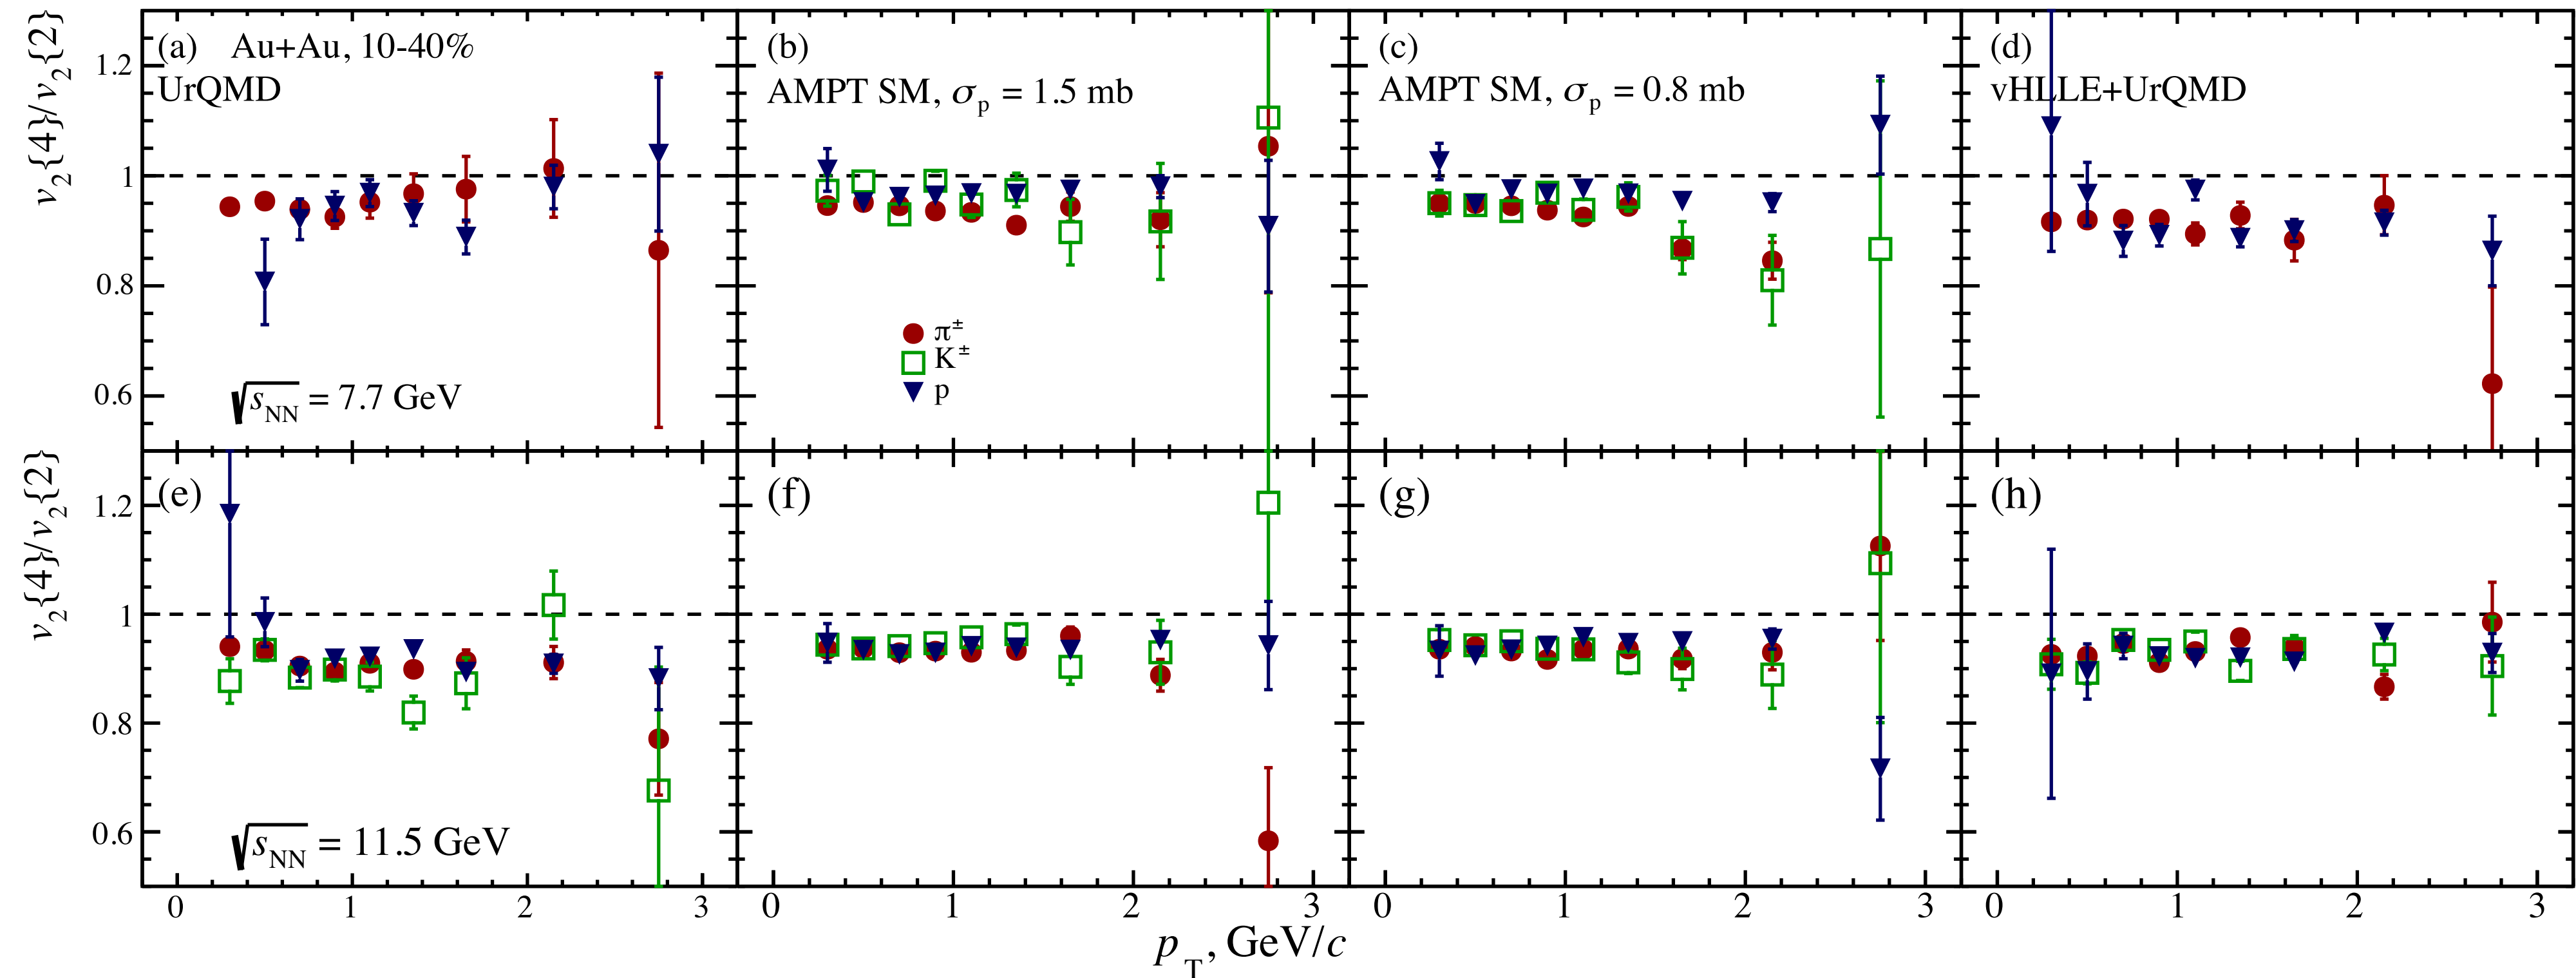 v₂{4}/v₂{2}
(a) Au+Au, 10-40%
UrQMD
1.2
1
0.8
0.6
√sNN = 7.7 GeV
(b)
AMPT SM, σp = 1.5 mb
π±
K±
p
(c)
AMPT SM, σp = 0.8 mb
(d)
vHLLE+UrQMD
v₂{4}/v₂{2}
(e)
1.2
1
0.8
0.6
√sNN = 11.5 GeV
(f)
(g)
(h)
0 1 2 3 0 1 2 3 0 1 2 3 0 1 2 3
pT, GeV/c